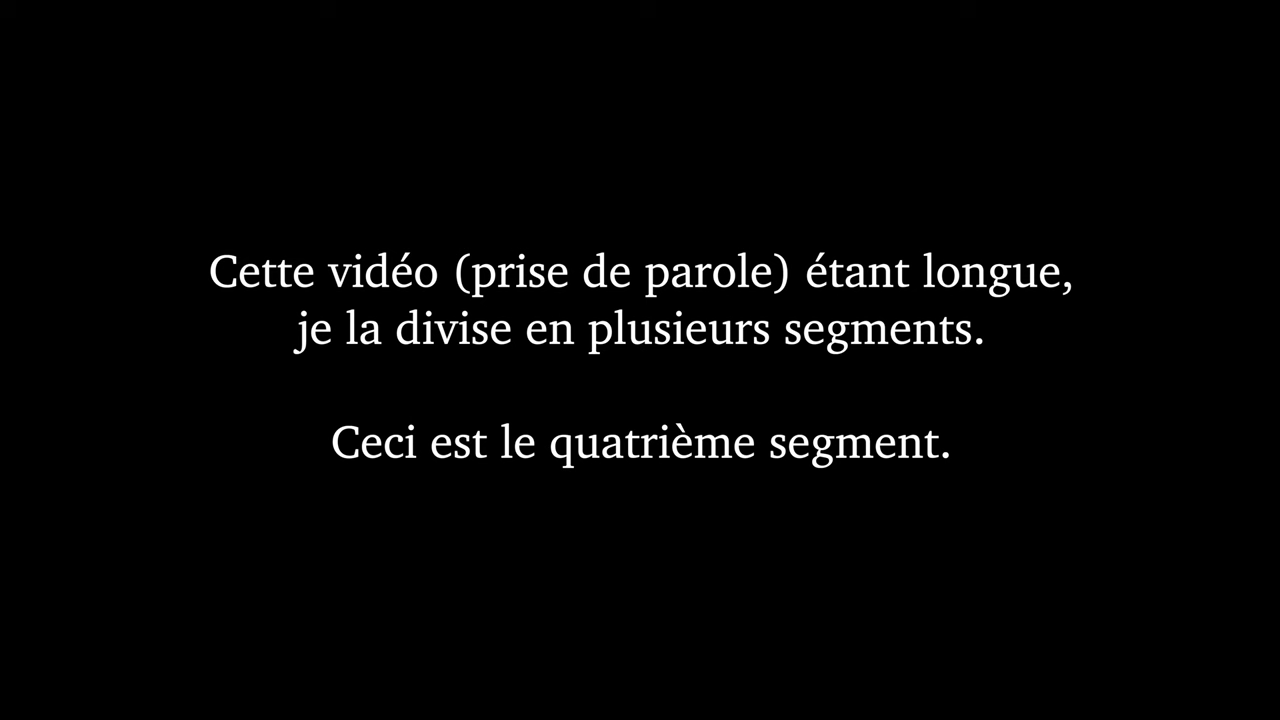 Cette vidéo (prise de parole) étant longue,
je la divise en plusieurs segments.
Ceci est le quatrième segment.